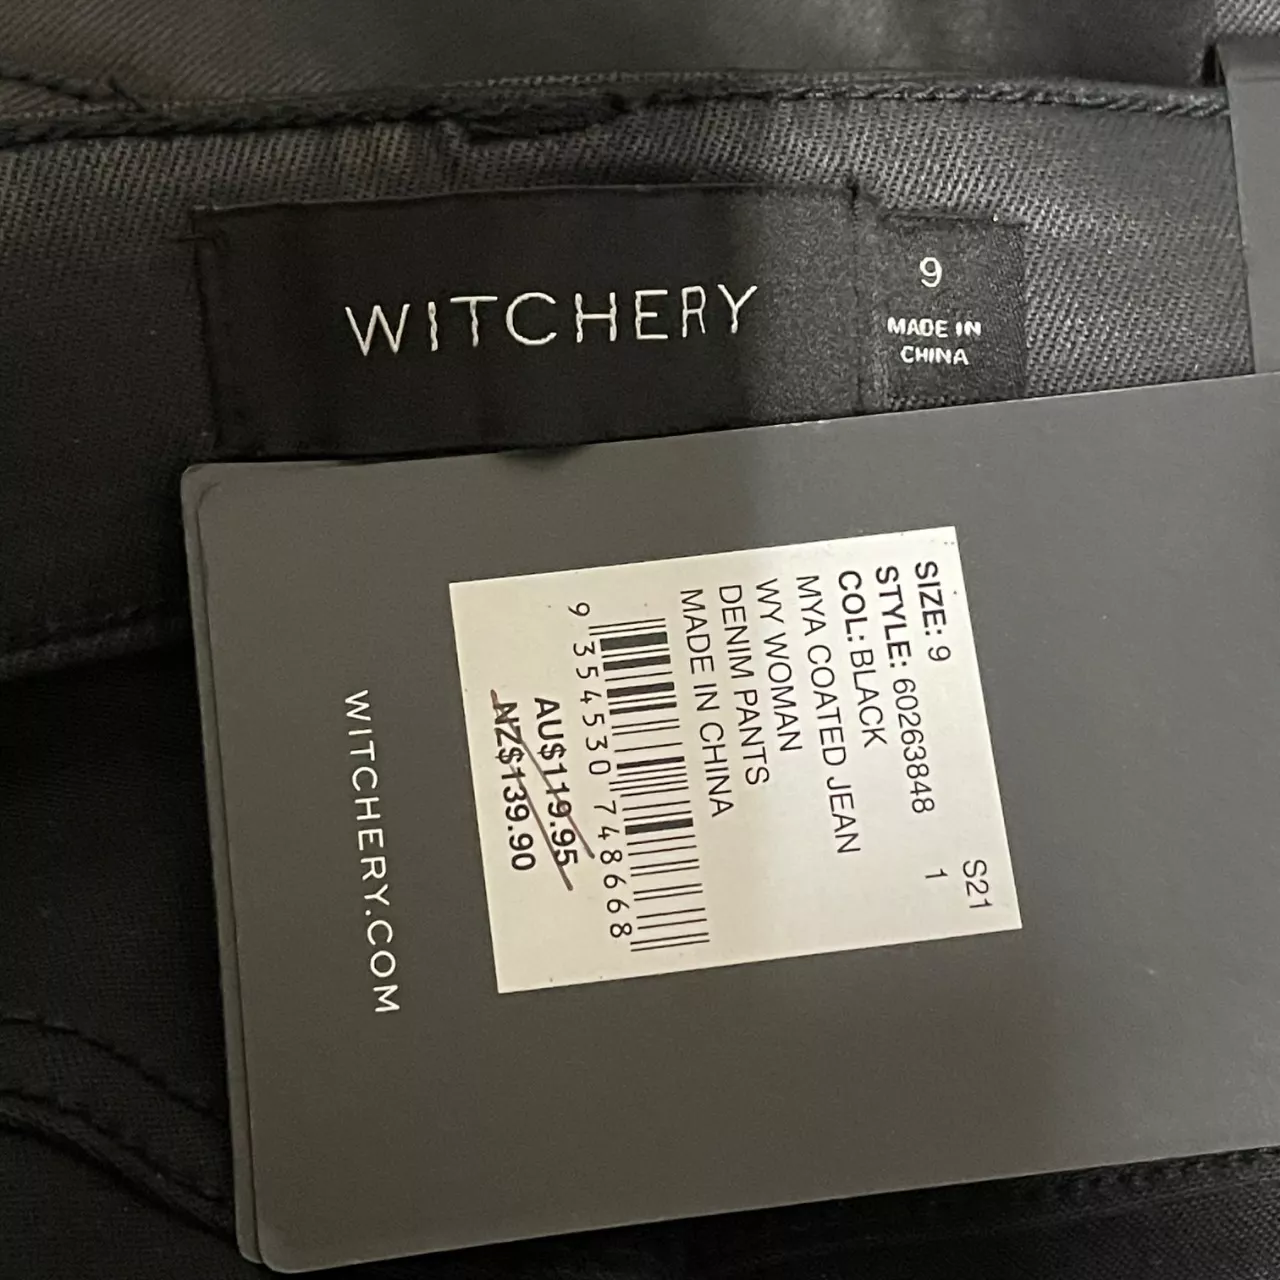 WITCHERY
9
MADE IN
CHINA
S21
SIZE: 9 1
STYLE: 60263848
COL: BLACK
MYA COATED JEAN
WY WOMAN
DENIM PANTS
MADE IN CHINA
9 354530 748668
AU$119.95
NZ$139.90
WITCHERY.COM